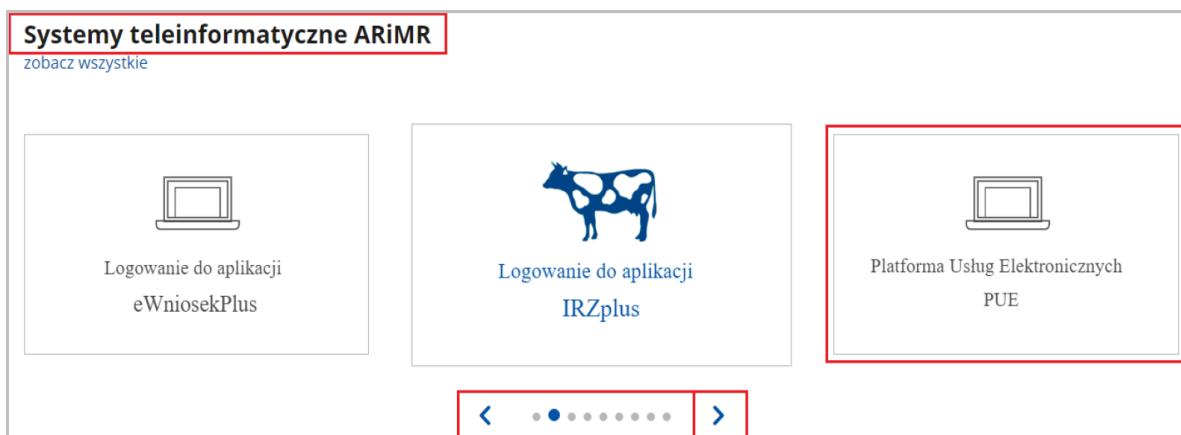 Systemy teleinformatyczne ARiMR
zobacz wszystkie
Logowanie do aplikacji
eWniosekPlus
Logowanie do aplikacji
IRZplus
Platforma Usług Elektronicznych
PUE